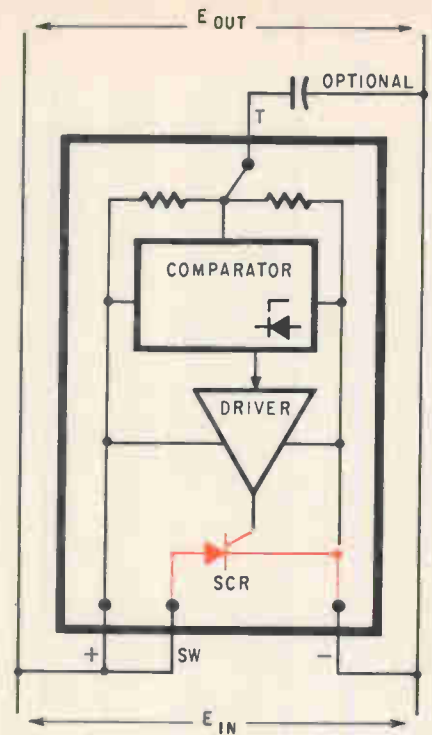 E OUT
OPTIONAL
T
COMPARATOR
DRIVER
SCR
+
SW
-
E IN